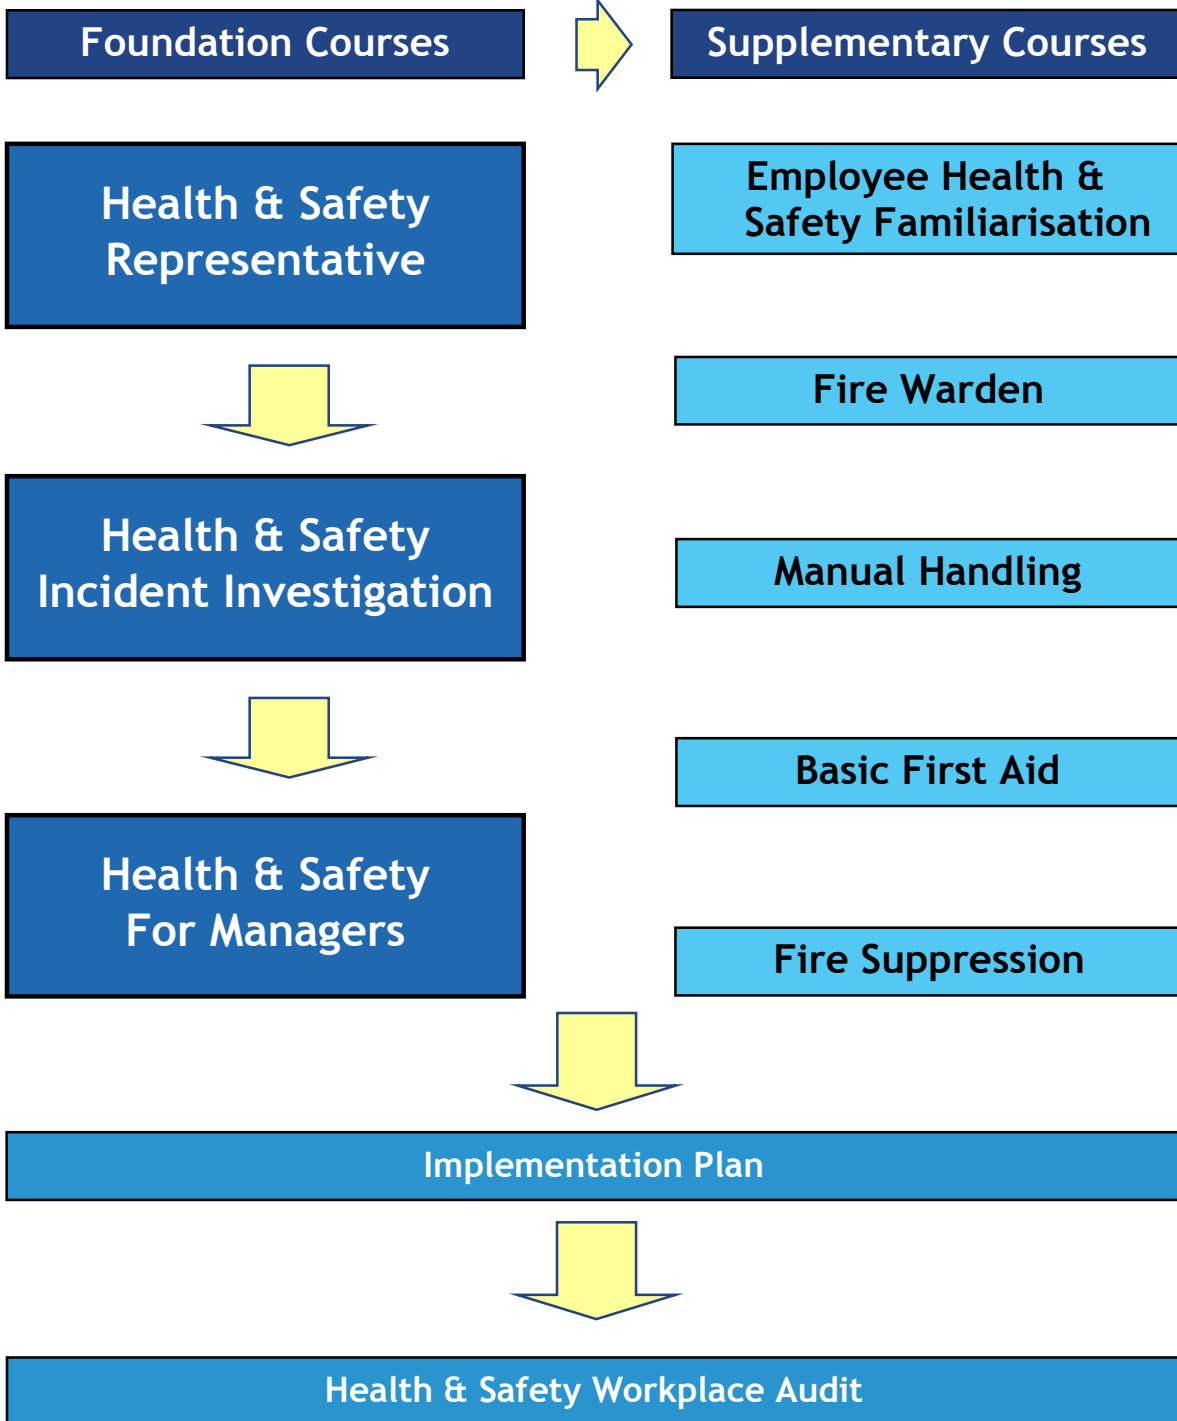 Foundation Courses
Supplementary Courses
Health & Safety
Representative
Employee Health &
Safety Familiarisation
Fire Warden
Health & Safety
Incident Investigation
Manual Handling
Basic First Aid
Health & Safety
For Managers
Fire Suppression
Implementation Plan
Health & Safety Workplace Audit